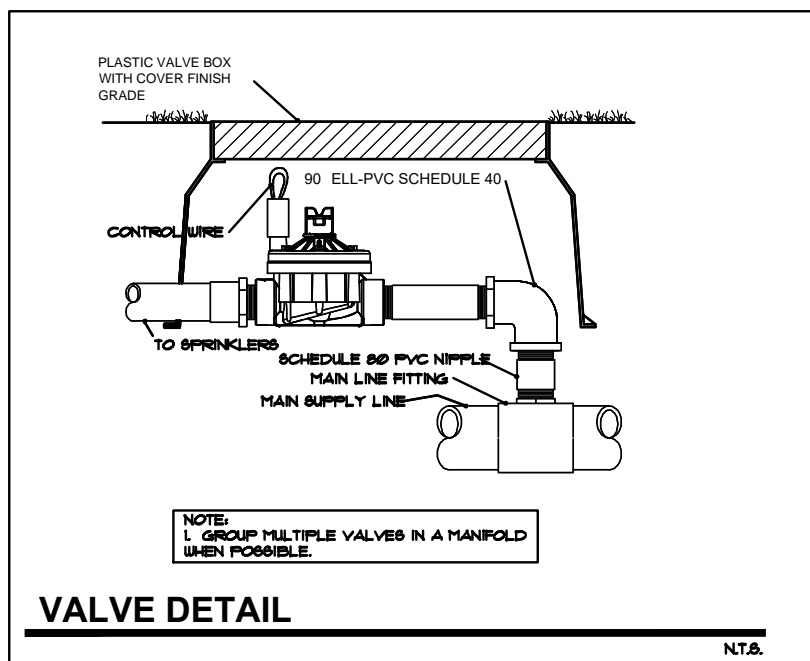 PLASTIC VALVE BOX
WITH COVER FINISH
GRADE
90 ELL-PVC SCHEDULE 40
CONTROL WIRE
TO SPRINKLERS
SCHEDULE 80 PVC NIPPLE
MAIN LINE FITTING
MAIN SUPPLY LINE
NOTE:
1. GROUP MULTIPLE VALVES IN A MANIFOLD
WHEN POSSIBLE.
VALVE DETAIL
N.T.S.